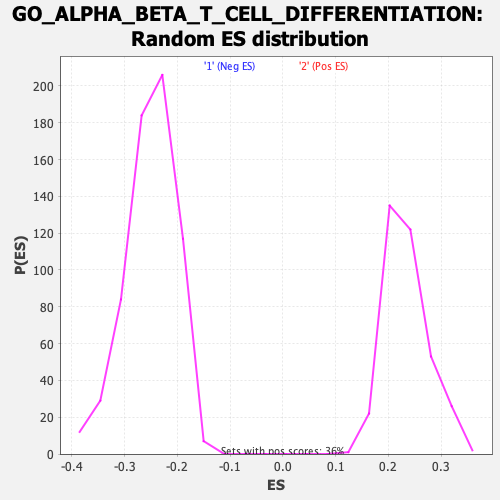 GO_ALPHA_BETA_T_CELL_DIFFERENTIATION:
Random ES distribution
'1' (Neg ES) '2' (Pos ES)
200
180
160
140
120
100
80
60
40
20
0
P(ES)
Sets with pos scores: 36%
-0.4 -0.3 -0.2 -0.1 0.0 0.1 0.2 0.3
ES